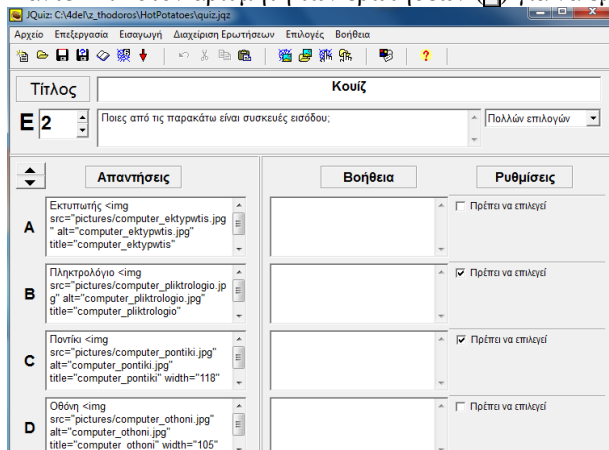 JQuiz: C:\4del\z_thodoros\HotPotatoes\quiz.jqz
Αρχείο Επεξεργασία Εισαγωγή Διαχείριση Ερωτήσεων Επιλογές Βοήθεια
Τίτλος
Κουίζ
Ε 2
Ποιες από τις παρακάτω είναι συσκευές εισόδου;
Πολλών επιλογών
Απαντήσεις
Βοήθεια
Ρυθμίσεις
A
Εκτυπωτής <img
src="pictures/computer_ektypwtis.jpg
" alt="computer_ektypwtis.jpg"
title="computer_ektypwtis"
Πρέπει να επιλεγεί
B
Πληκτρολόγιο <img
src="pictures/computer_pliktrologio.jp
g" alt="computer_pliktrologio.jpg"
title="computer_pliktrologio"
Πρέπει να επιλεγεί
C
Ποντίκι <img
src="pictures/computer_pontiki.jpg"
alt="computer_pontiki.jpg"
title="computer_pontiki" width="118"
Πρέπει να επιλεγεί
D
Οθόνη <img
src="pictures/computer_othoni.jpg"
alt="computer_othoni.jpg"
title="computer_othoni" width="105"
Πρέπει να επιλεγεί